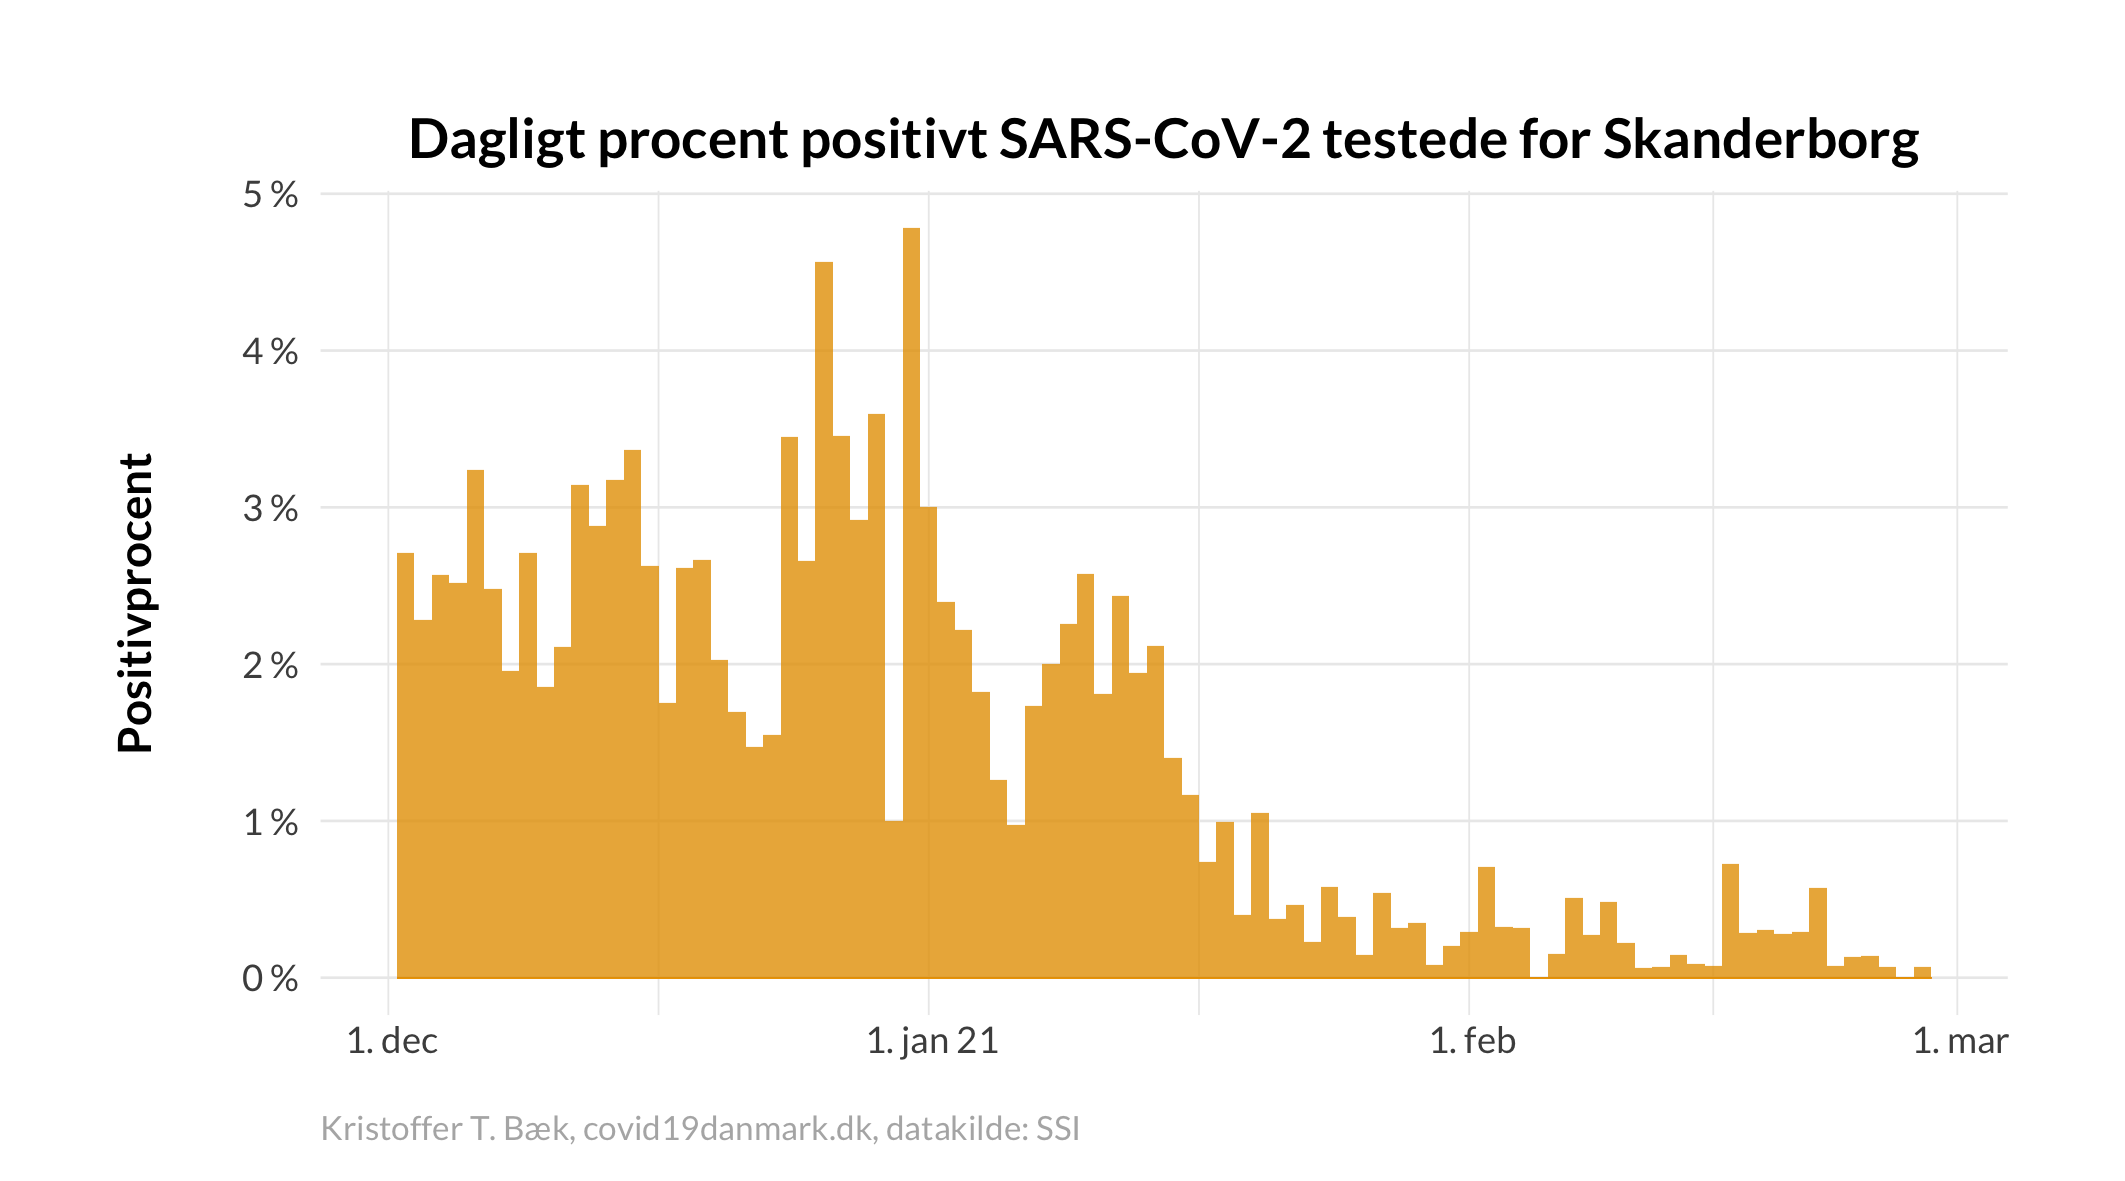 Dagligt procent positivt SARS-CoV-2 testede for Skanderborg
Positivprocent
5 %
4 %
3 %
2 %
1 %
0 %
1. dec
1. jan 21
1. feb
1. mar
Kristoffer T. Bæk, covid19danmark.dk, datakilde: SSI